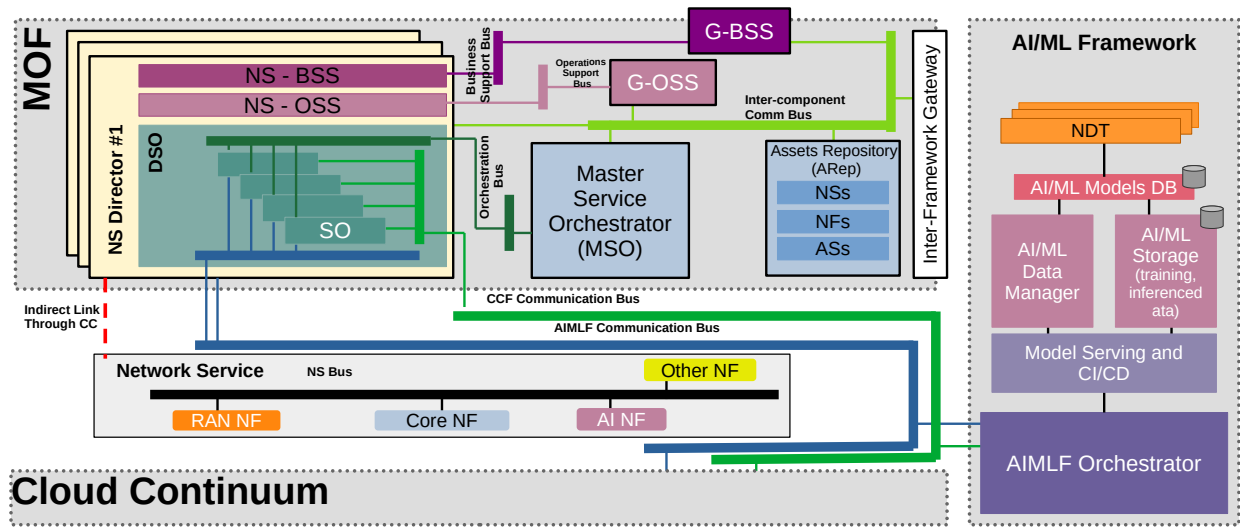 MOF
NS Director #1
NS - BSS
NS - OSS
DSO
SO
Business
Support Bus
Operations
Support
Bus
Orchestration
Bus
G-BSS
G-OSS
Inter-component
Comm Bus
Master
Service
Orchestrator
(MSO)
Assets Repository
(ARep)
NSs
NFs
ASs
Inter-Framework Gateway
AI/ML Framework
NDT
AI/ML Models DB
AI/ML
Data
Manager
AI/ML
Storage
(training,
inferenced
ata)
Model Serving and
CI/CD
AIMLF Orchestrator
Indirect Link
Through CC
CCF Communication Bus
AIMLF Communication Bus
Network Service
NS Bus
Other NF
RAN NF
Core NF
AI NF
Cloud Continuum